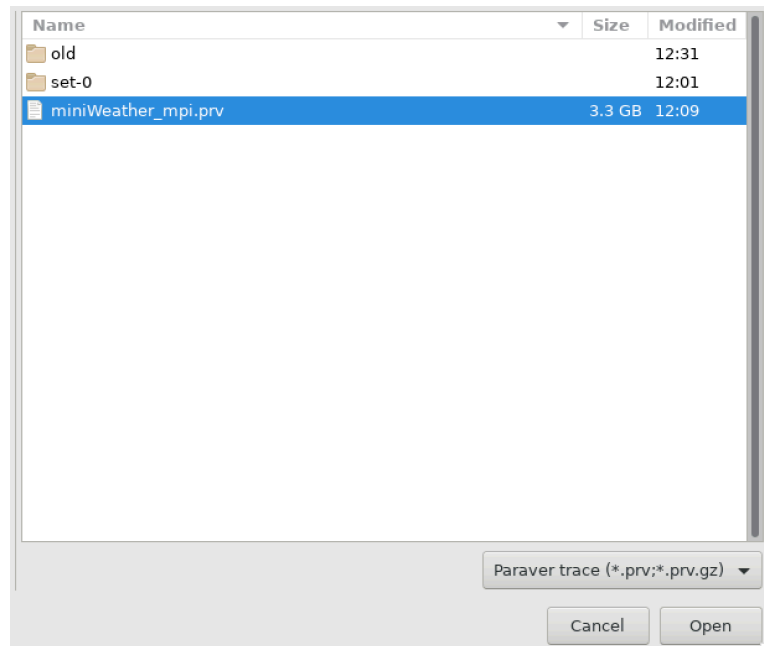 Name Size Modified
old 12:31
set-0 12:01
miniWeather_mpi.prv 3.3 GB 12:09
Paraver trace (*.prv;*.prv.gz)
Cancel Open